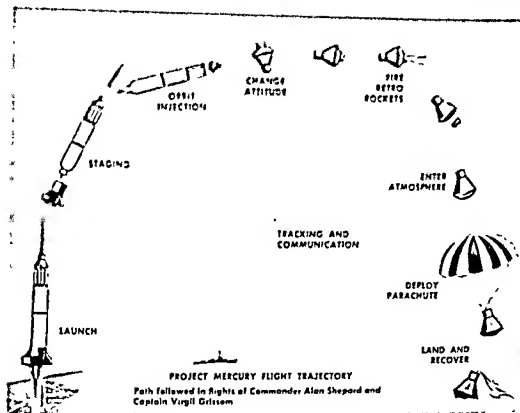 ORBIT
INJECTION
CHANGE
ATTITUDE
FIRE
RETRO
ROCKETS
STAGING
ENTER
ATMOSPHERE
TRACKING AND
COMMUNICATION
DEPLOY
PARACHUTE
LAUNCH
LAND AND
RECOVER
PROJECT MERCURY FLIGHT TRAJECTORY
Path followed in flights of Commander Alan Shepard and
Captain Virgil Grissom